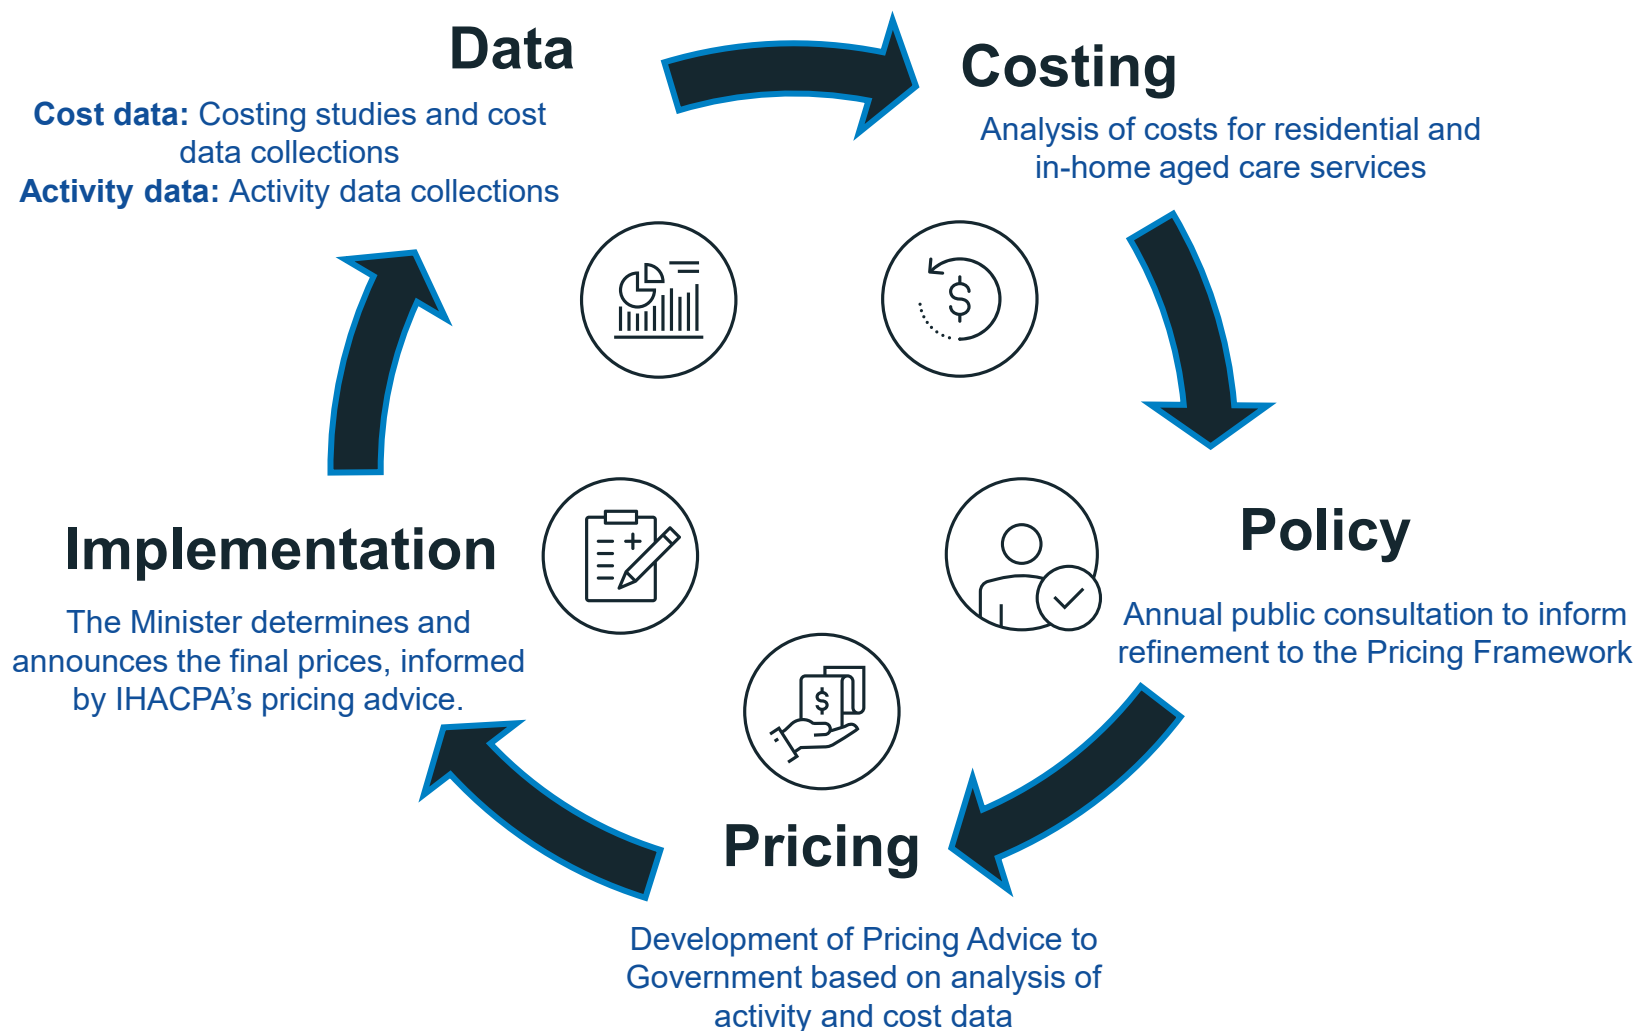 Data
Cost data: Costing studies and cost
data collections
Activity data: Activity data collections
Costing
Analysis of costs for residential and
in-home aged care services
$
Policy
Annual public consultation to inform
refinement to the Pricing Framework
$
Pricing
Development of Pricing Advice to
Government based on analysis of
activity and cost data
Implementation
The Minister determines and
announces the final prices, informed
by IHACPA’s pricing advice.